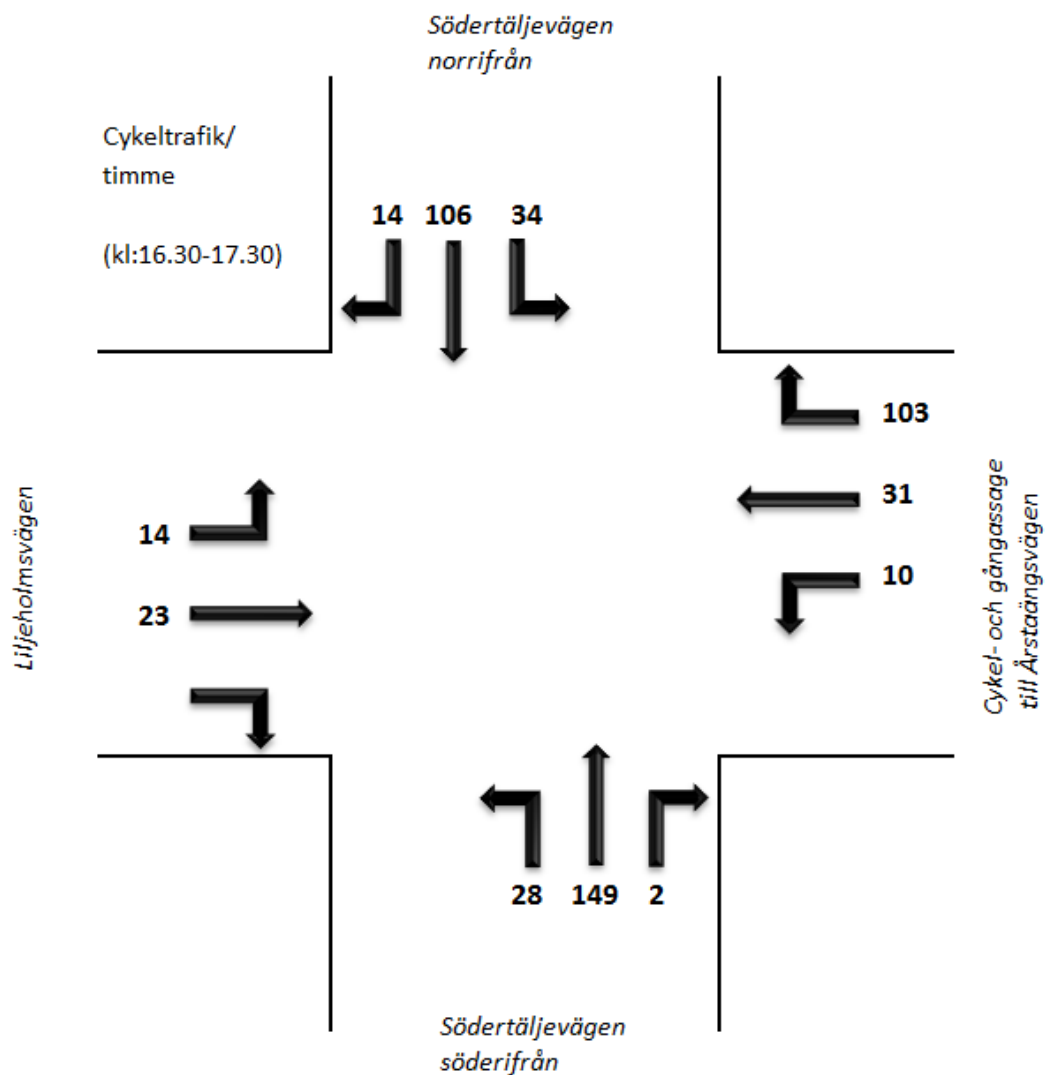 Södertäljevägen
norrifrån
Cykeltrafik/
timme
(kl:16.30-17.30)
14 106 34
103
31
10
14
23
Liljeholmsvägen
Cykel- och gångassage
till Årstaängsvägen
28 149 2
Södertäljevägen
söderifrån